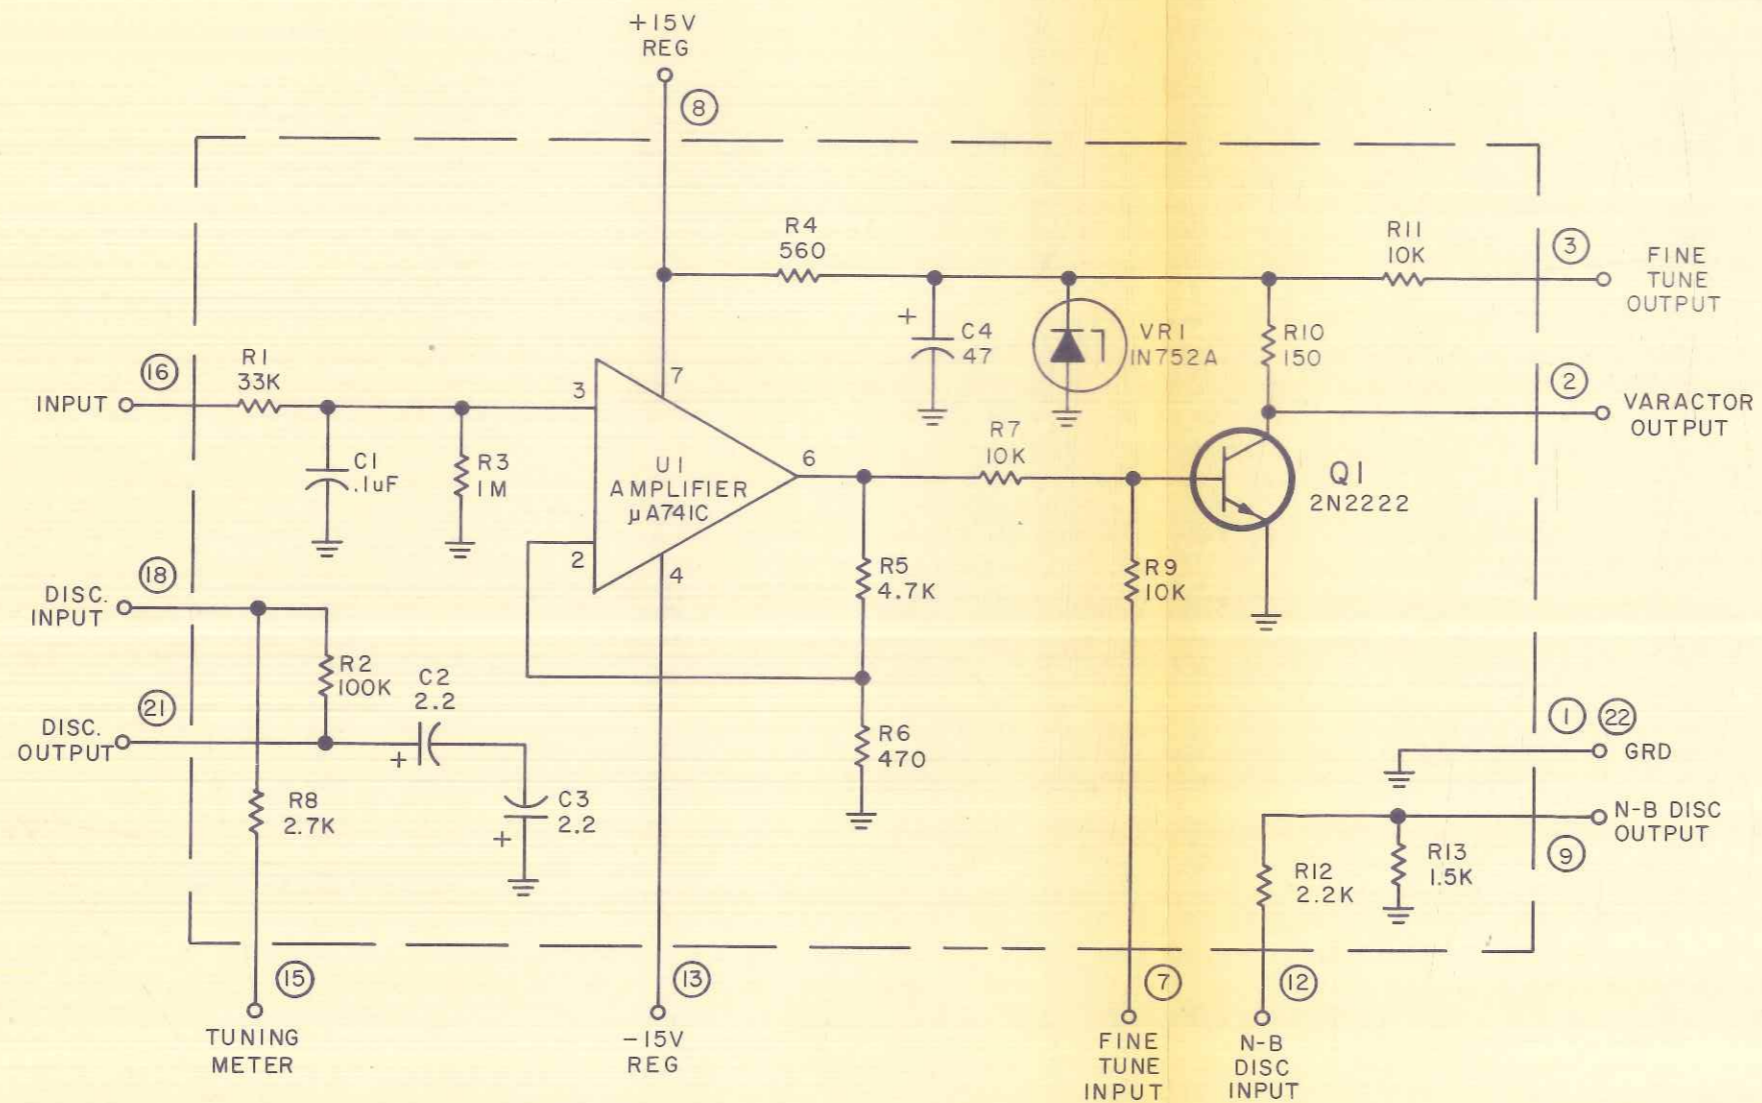 +15V
REG
8
R4
560
R11
10K
3
FINE
TUNE
OUTPUT
+
C4
47
VR1
1N752A
R10
150
2
VARACTOR
OUTPUT
16
INPUT
R1
33K
3
7
C1
.1uF
R3
1M
U1
AMPLIFIER
µA741C
6
2
4
R7
10K
Q1
2N2222
R5
4.7K
R9
10K
18
DISC.
INPUT
R2
100K
C2
2.2
+
21
DISC.
OUTPUT
R6
470
1 22
GRD
R8
2.7K
C3
2.2
+
N-B DISC
OUTPUT
9
R12
2.2K
R13
1.5K
15
TUNING
METER
13
-15V
REG
7
FINE
TUNE
INPUT
12
N-B
DISC
INPUT